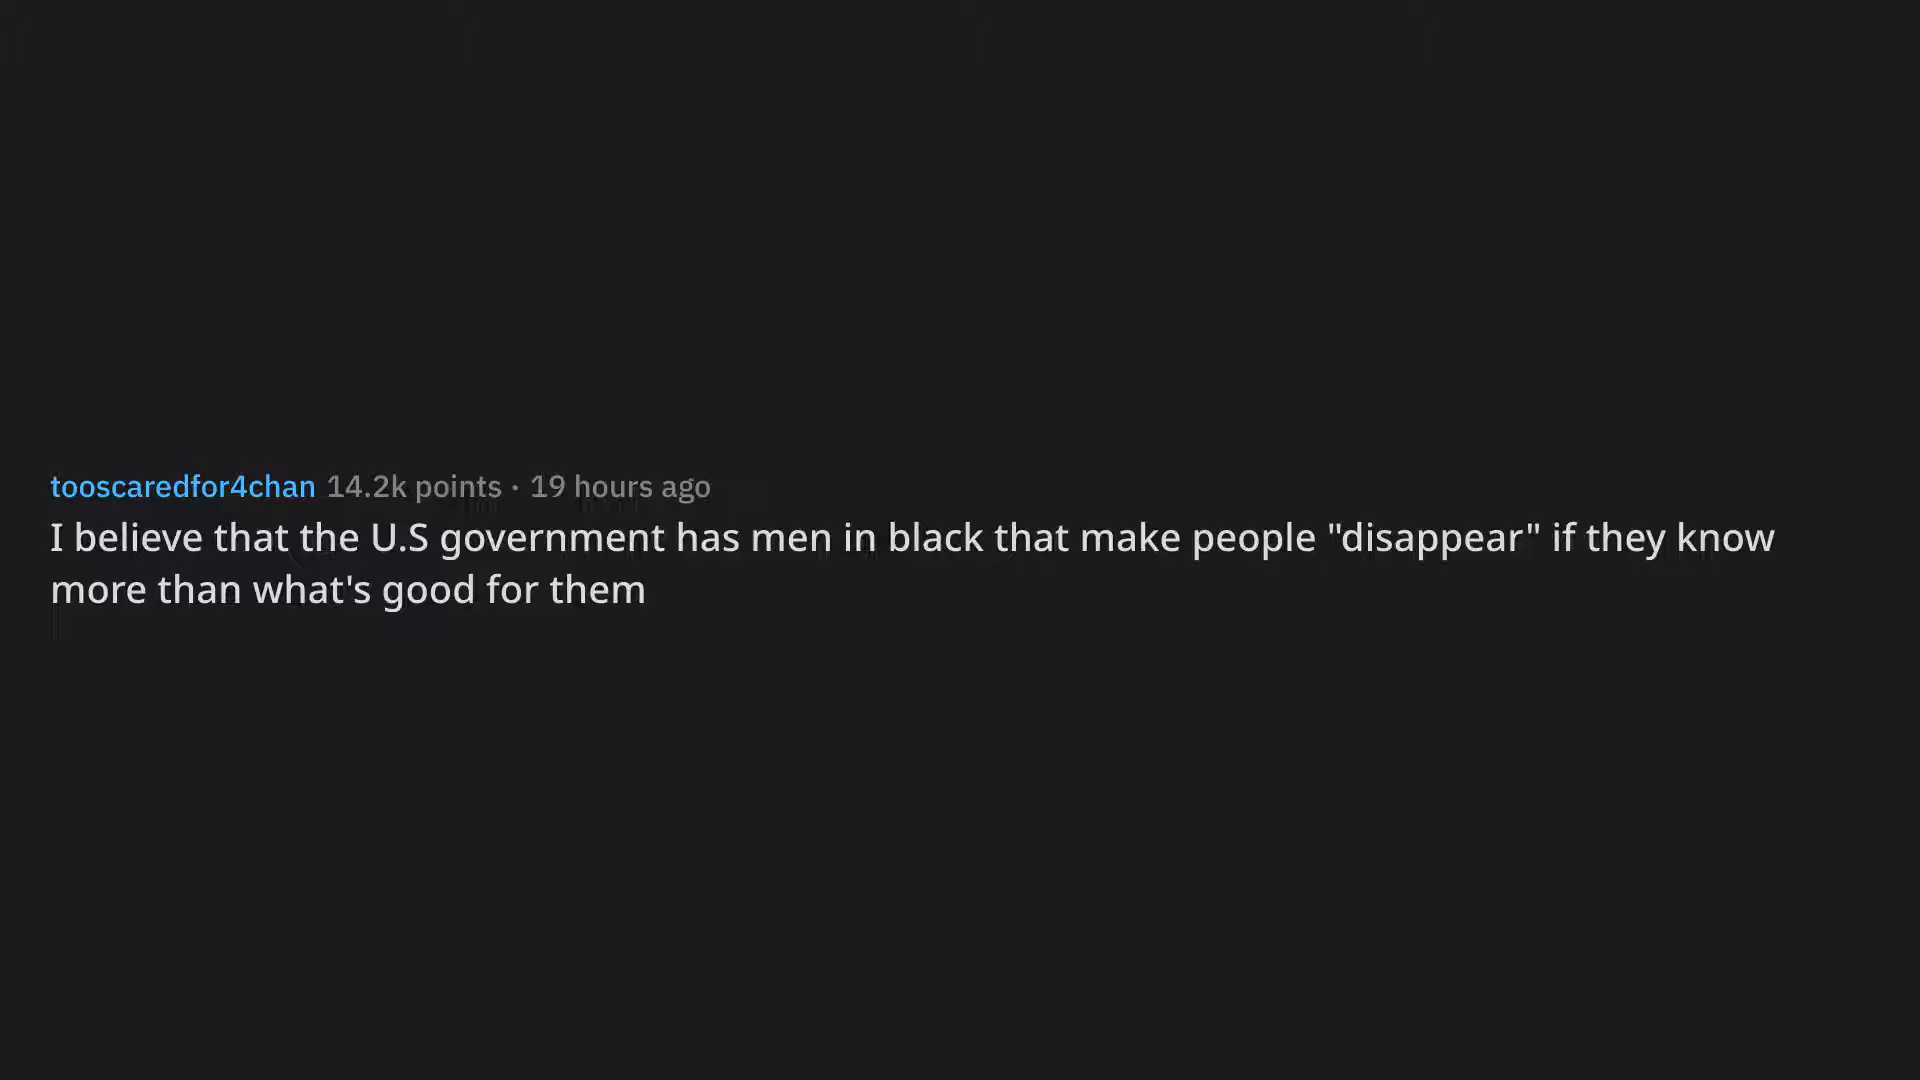 tooscaredfor4chan 14.2k points · 19 hours ago
I believe that the U.S government has men in black that make people "disappear" if they know
more than what's good for them